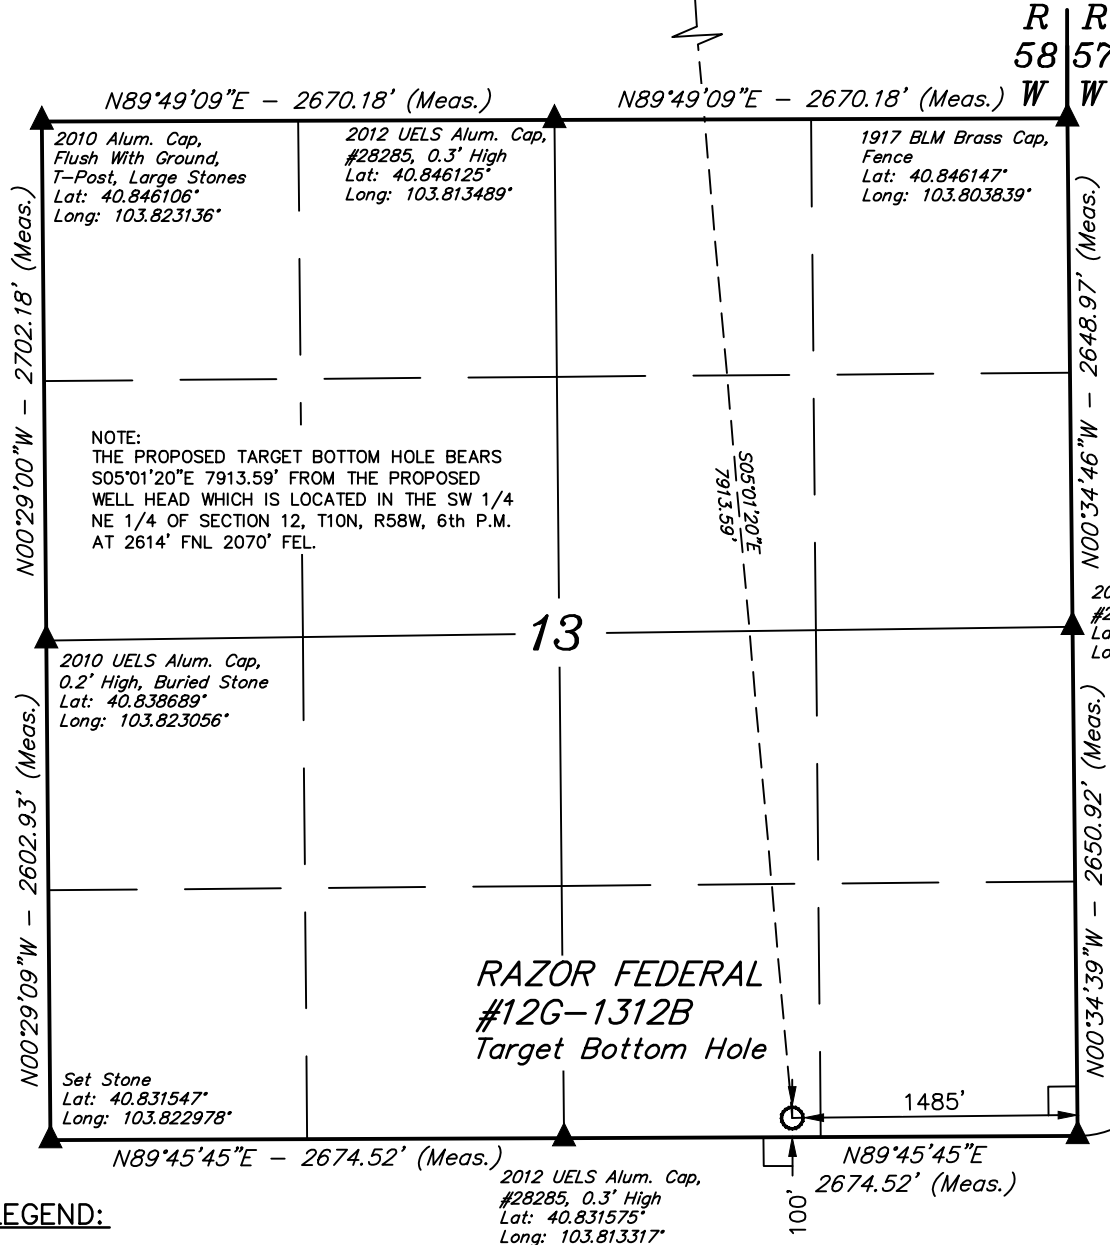 R R
58 57
W W
N89°49'09"E - 2670.18' (Meas.)
N89°49'09"E - 2670.18' (Meas.)
2010 Alum. Cap,
Flush With Ground,
T-Post, Large Stones
Lat: 40.846106°
Long: 103.823136°
2012 UELS Alum. Cap,
#28285, 0.3' High
Lat: 40.846125°
Long: 103.813489°
1917 BLM Brass Cap,
Fence
Lat: 40.846147°
Long: 103.803839°
N00°29'00"W - 2702.18' (Meas.)
N00°34'46"W - 2648.97' (Meas.)
NOTE:
THE PROPOSED TARGET BOTTOM HOLE BEARS
S05°01'20"E 7913.59' FROM THE PROPOSED
WELL HEAD WHICH IS LOCATED IN THE SW 1/4
NE 1/4 OF SECTION 12, T10N, R58W, 6th P.M.
AT 2614' FNL 2070' FEL.
S05°01'20"E
7913.59'
13
2010 UELS Alum. Cap,
0.2' High, Buried Stone
Lat: 40.838689°
Long: 103.823056°
N00°29'09"W - 2602.93' (Meas.)
N00°34'39"W - 2650.92' (Meas.)
RAZOR FEDERAL
#12G-1312B
Target Bottom Hole
Set Stone
Lat: 40.831547°
Long: 103.822978°
1485'
N89°45'45"E - 2674.52' (Meas.)
N89°45'45"E
2674.52' (Meas.)
100'
2012 UELS Alum. Cap,
#28285, 0.3' High
Lat: 40.831575°
Long: 103.813317°
LEGEND: